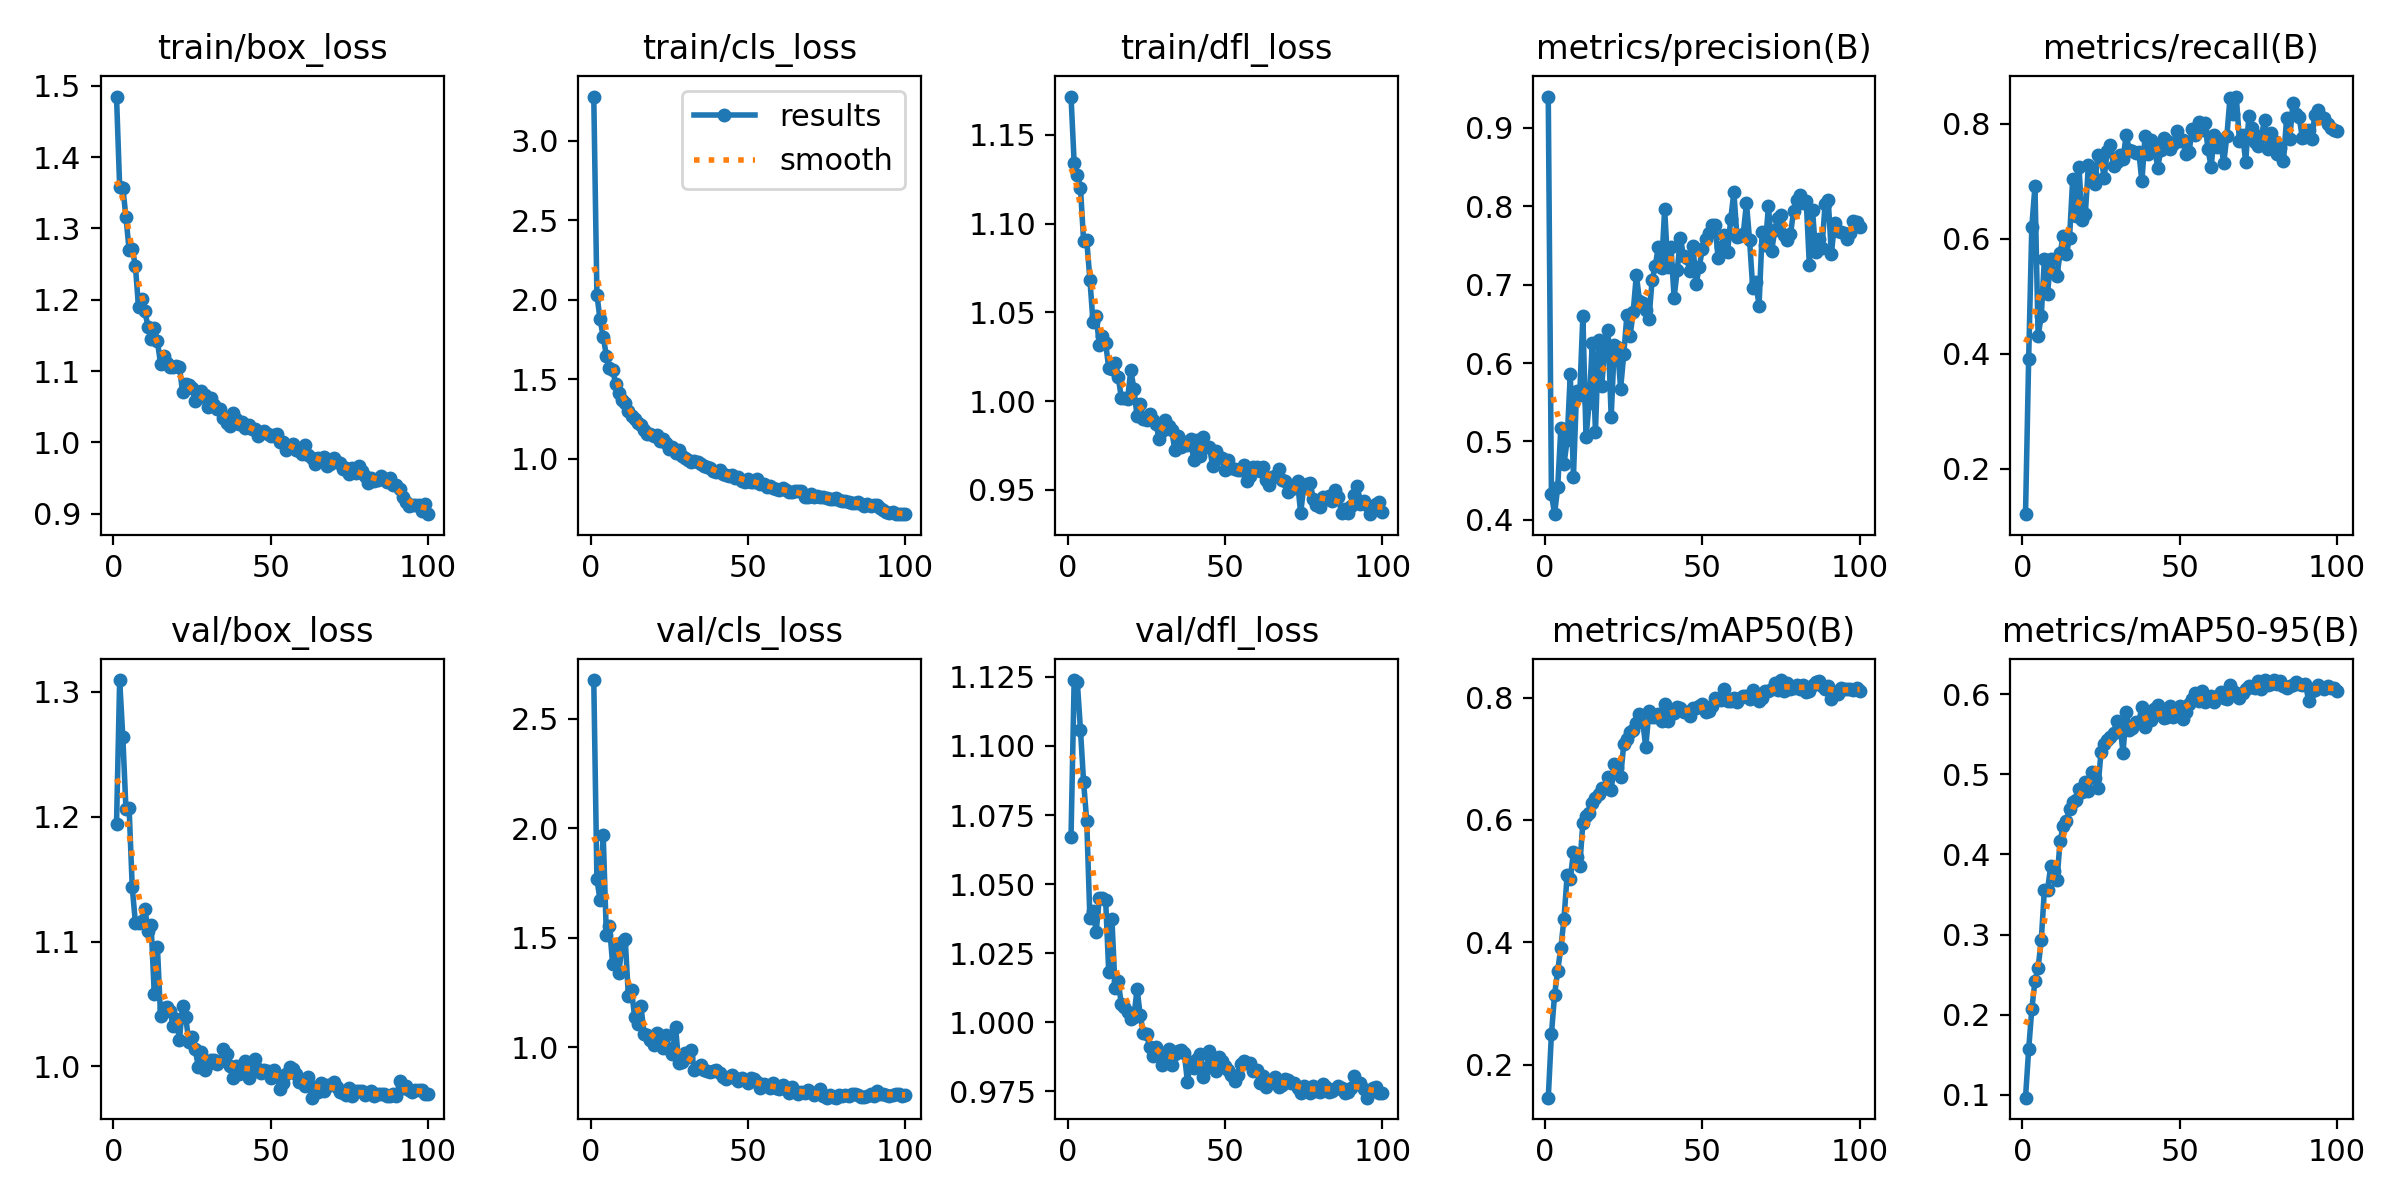 train/box_loss
1.5
1.4
1.3
1.2
1.1
1.0
0.9
0 50 100
train/cls_loss
results
smooth
3.0
2.5
2.0
1.5
1.0
0 50 100
train/dfl_loss
1.15
1.10
1.05
1.00
0.95
0 50 100
metrics/precision(B)
0.9
0.8
0.7
0.6
0.5
0.4
0 50 100
metrics/recall(B)
0.8
0.6
0.4
0.2
0 50 100
val/box_loss
1.3
1.2
1.1
1.0
0 50 100
val/cls_loss
2.5
2.0
1.5
1.0
0 50 100
val/dfl_loss
1.125
1.100
1.075
1.050
1.025
1.000
0.975
0 50 100
metrics/mAP50(B)
0.8
0.6
0.4
0.2
0 50 100
metrics/mAP50-95(B)
0.6
0.5
0.4
0.3
0.2
0.1
0 50 100